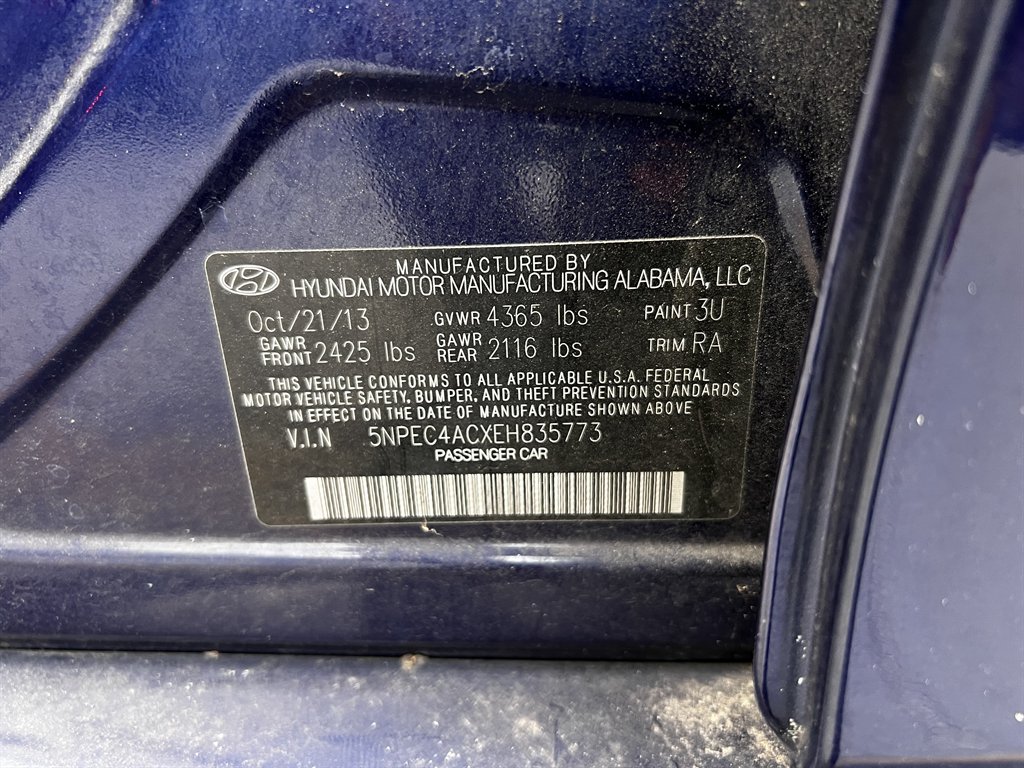 MANUFACTURED BY
HYUNDAI MOTOR MANUFACTURING ALABAMA, LLC
Oct/21/13 GVWR 4365 lbs PAINT 3U
GAWR FRONT 2425 lbs GAWR REAR 2116 lbs TRIM RA
THIS VEHICLE CONFORMS TO ALL APPLICABLE U.S.A. FEDERAL
MOTOR VEHICLE SAFETY, BUMPER, AND THEFT PREVENTION STANDARDS
IN EFFECT ON THE DATE OF MANUFACTURE SHOWN ABOVE
V.I.N 5NPEC4ACXEH835773
PASSENGER CAR